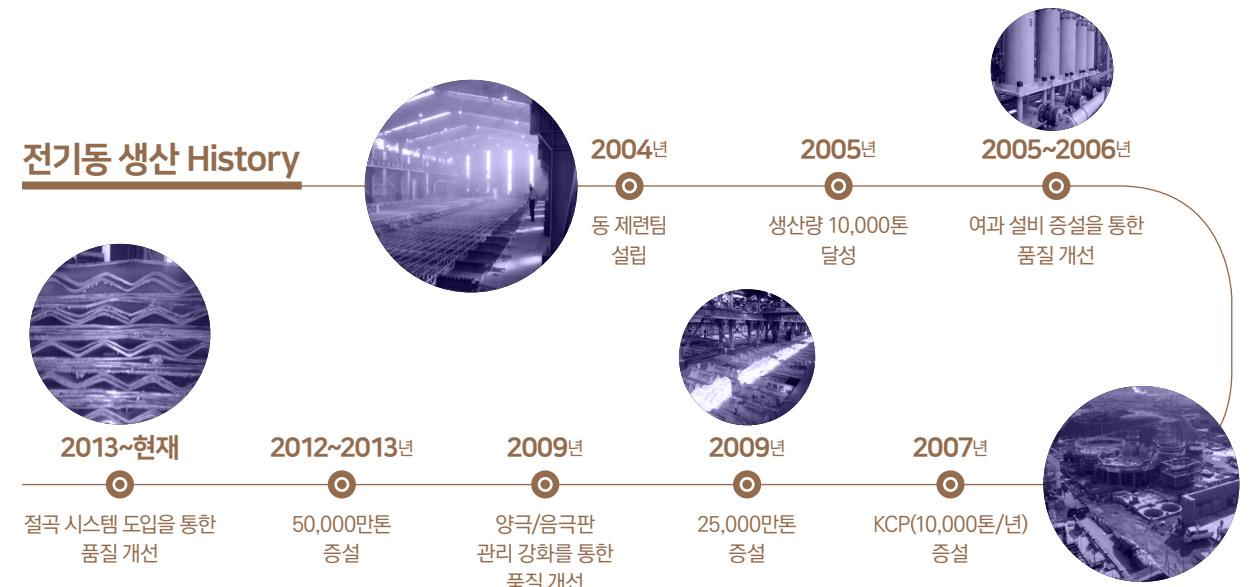 전기동 생산 History
2004년
동 제련팀
설립
2005년
생산량 10,000톤
달성
2005~2006년
여과 설비 증설을 통한
품질 개선
2007년
KCP(10,000톤/년)
증설
2009년
25,000만톤
증설
2009년
양극/음극판
관리 강화를 통한
품질 개선
2012~2013년
50,000만톤
증설
2013~현재
절곡 시스템 도입을 통한
품질 개선